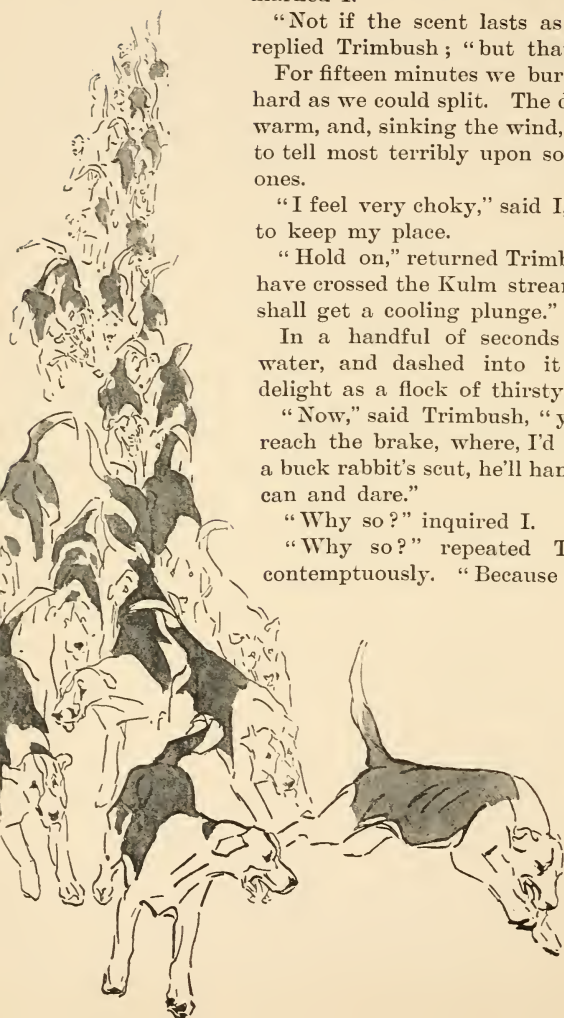 "Not if the scent lasts as
replied Trimbush; "but tha
For fifteen minutes we bur
hard as we could split. The d
warm, and, sinking the wind,
to tell most terribly upon so
ones.
"I feel very choky," said I,
to keep my place.
"Hold on," returned Trimb
have crossed the Kulm stream
shall get a cooling plunge."
In a handful of seconds
water, and dashed into it
delight as a flock of thirsty
"Now," said Trimbush, "y
reach the brake, where, I'd
a buck rabbit's scut, he'll han
can and dare."
"Why so?" inquired I.
"Why so?" repeated T
contemptuously. "Because